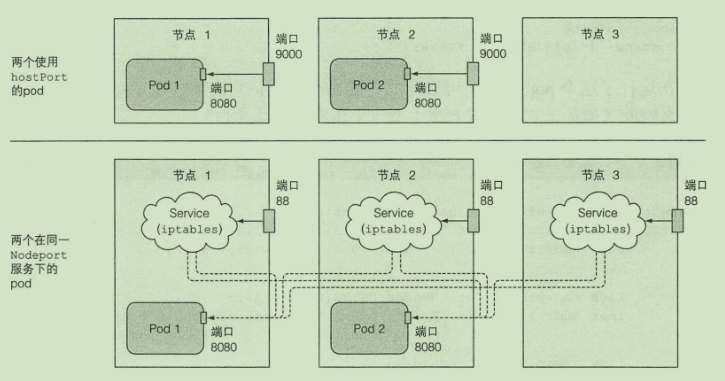 节点 1
节点 2
节点 3
两个使用
hostPort
的pod
端口
9000
端口
9000
Pod 1
端口
8080
Pod 2
端口
8080
节点 1
节点 2
节点 3
端口
88
端口
88
端口
88
Service
(iptables)
Service
(iptables)
Service
(iptables)
两个在同一
Nodeport
服务下的
pod
Pod 1
端口
8080
Pod 2
端口
8080